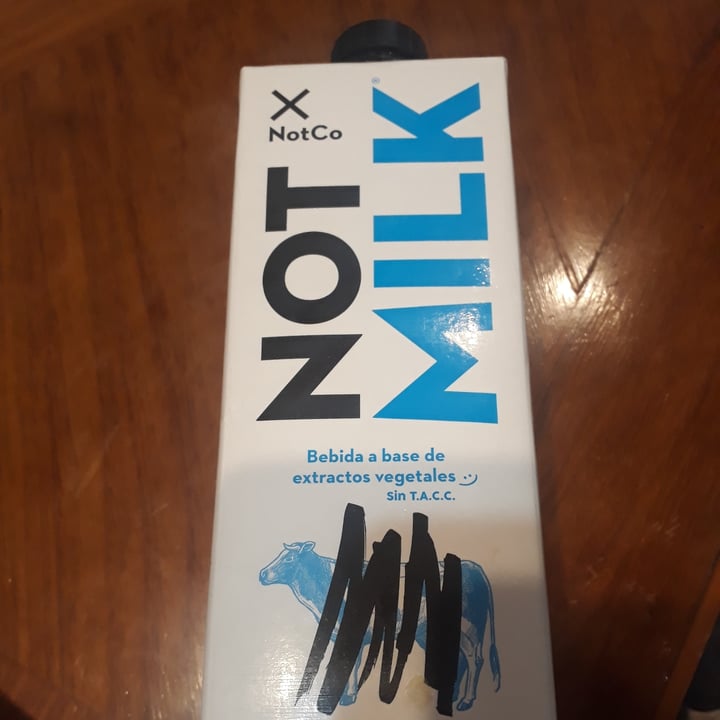 NotCo
NOT
MILK®
Bebida a base de
extractos vegetales
Sin T.A.C.C.